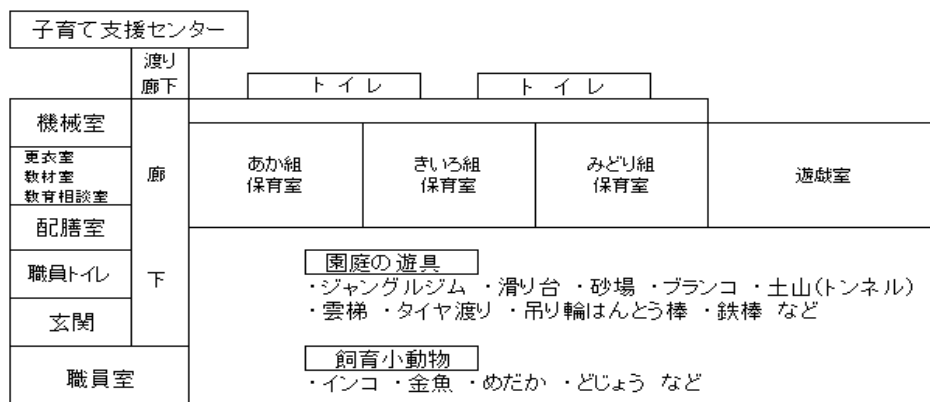 子育て支援センター
渡り
廊下
トイレ
トイレ
機械室
更衣室
教材室
教育相談室
配膳室
職員トイレ
玄関
職員室
廊
下
あか組
保育室
きいろ組
保育室
みどり組
保育室
遊戯室
園庭の遊具
・ジャングルジム ・滑り台 ・砂場 ・ブランコ ・土山(トンネル)
・雲梯 ・タイヤ渡り ・吊り輪はんとう棒 ・鉄棒 など
飼育小動物
・インコ ・金魚 ・めだか ・どじょう など